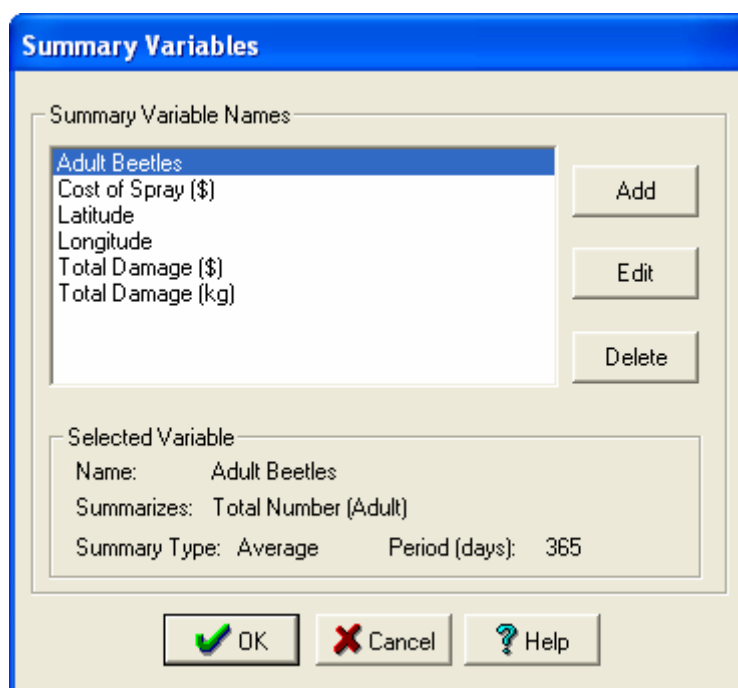 Summary Variables
Summary Variable Names
Adult Beetles
Cost of Spray ($)
Latitude
Longitude
Total Damage ($)
Total Damage (kg)
Add
Edit
Delete
Selected Variable
Name: Adult Beetles
Summarizes: Total Number (Adult)
Summary Type: Average Period (days): 365
OK Cancel Help